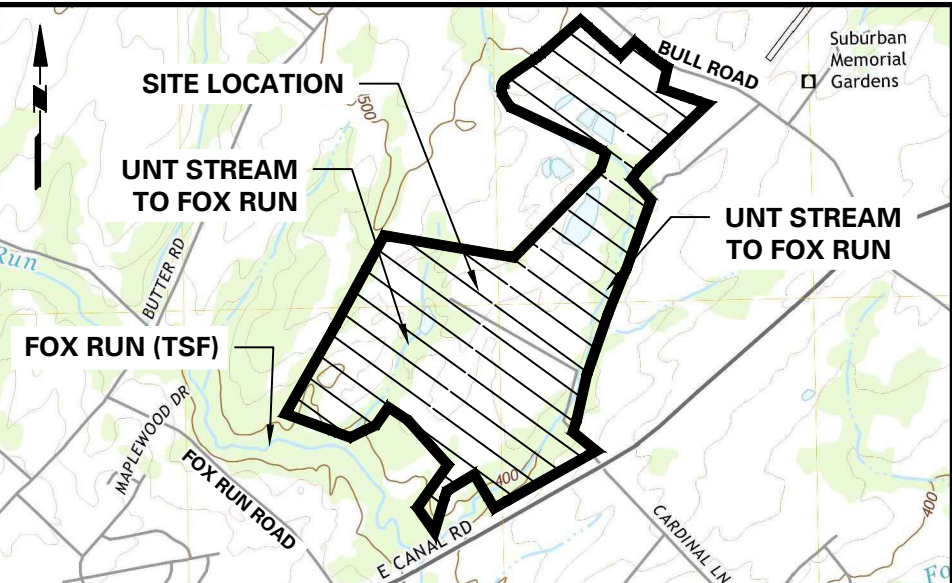 Suburban
Memorial
Gardens
BULL ROAD
SITE LOCATION
500
UNT STREAM
TO FOX RUN
UNT STREAM
TO FOX RUN
Run
BUTTER RD
FOX RUN (TSF)
MAPLEWOOD DR
FOX RUN ROAD
400
E CANAL RD
CARDINAL LN
400
Fo